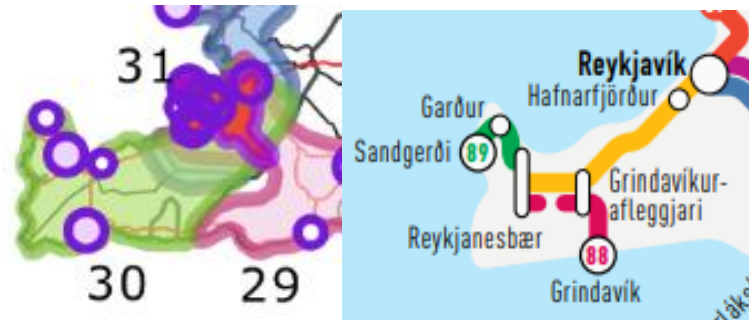 31
30
29
Reykjavík
Hafnarfjörður
Garður
Sandgerði
89
Grindavíkur-
afleggjari
Reykjanesbær
88
Grindavík